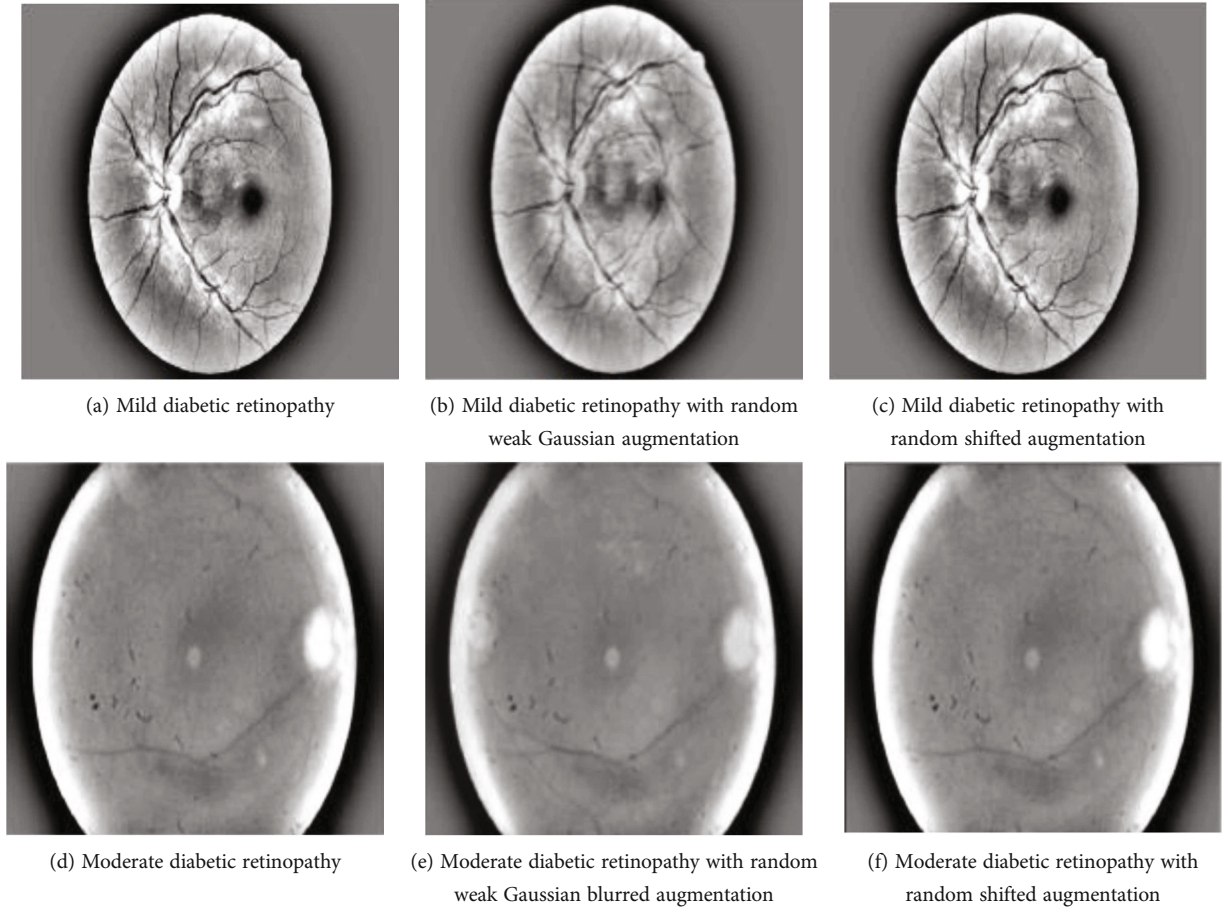 (a) Mild diabetic retinopathy
(b) Mild diabetic retinopathy with random
weak Gaussian augmentation
(c) Mild diabetic retinopathy with
random shifted augmentation
(d) Moderate diabetic retinopathy
(e) Moderate diabetic retinopathy with random
weak Gaussian blurred augmentation
(f) Moderate diabetic retinopathy with
random shifted augmentation